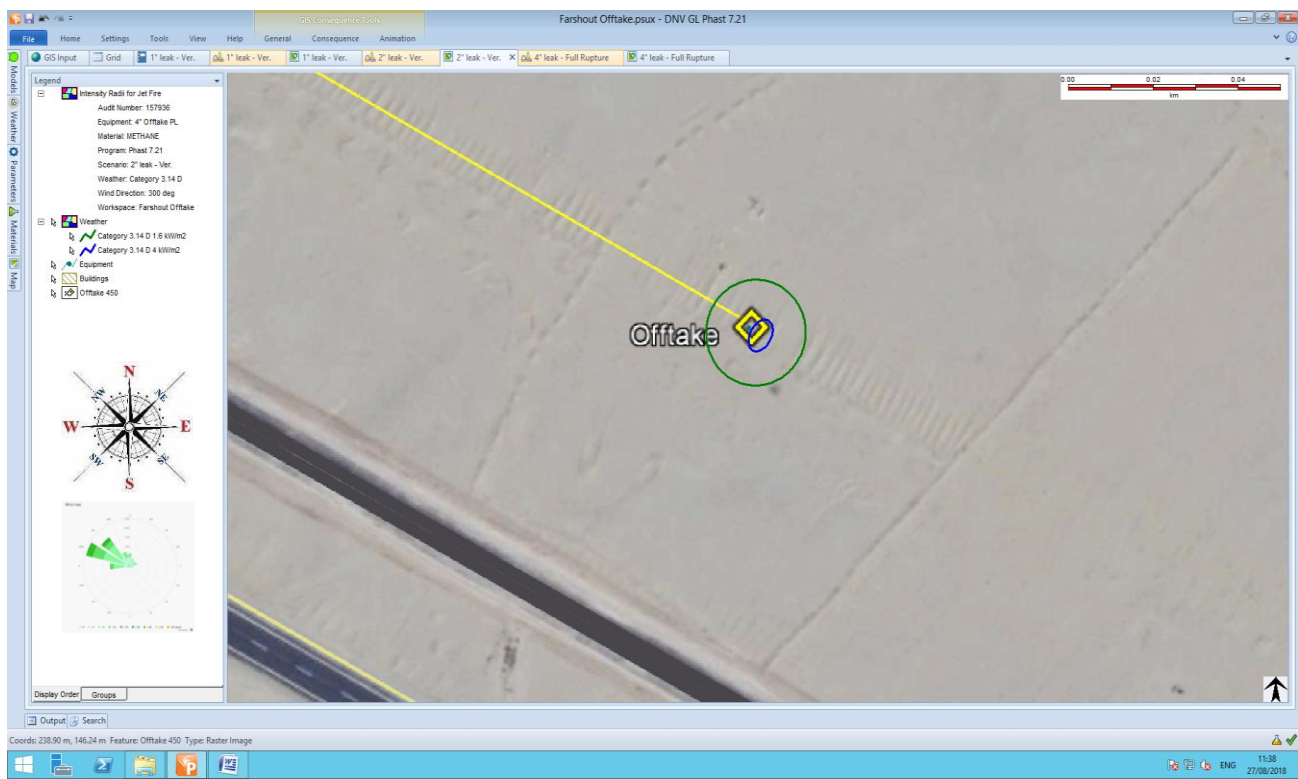 Farshout Offtake.psux - DNV GL Phast 7.21
GIS Consequence Tools
File Home Settings Tools View Help General Consequence Animation
GIS Input Grid 1" leak - Ver. 1" leak - Ver. 1" leak - Ver. 2" leak - Ver. 2" leak - Ver. X 4" leak - Full Rupture 4" leak - Full Rupture
Models
Weather
Parameters
Materials
Map
Legend
Intensity Radii for Jet Fire
Audit Number: 157936
Equipment: 4" Offtake PL
Material: METHANE
Program: Phast 7.21
Scenario: 2" leak - Ver.
Weather: Category 3.14 D
Wind Direction: 300 deg
Workspace: Farshout Offtake
Weather
Category 3.14 D 1.6 kW/m2
Category 3.14 D 4 kW/m2
Equipment
Buildings
Offtake 450
N
NW NE
W E
SW SE
S
0.00 0.02 0.04
km
Offtake
Display Order Groups
Output Search
Coords: 238.90 m, 146.24 m Feature: Offtake 450 Type: Raster Image
ENG
11:38
27/08/2018